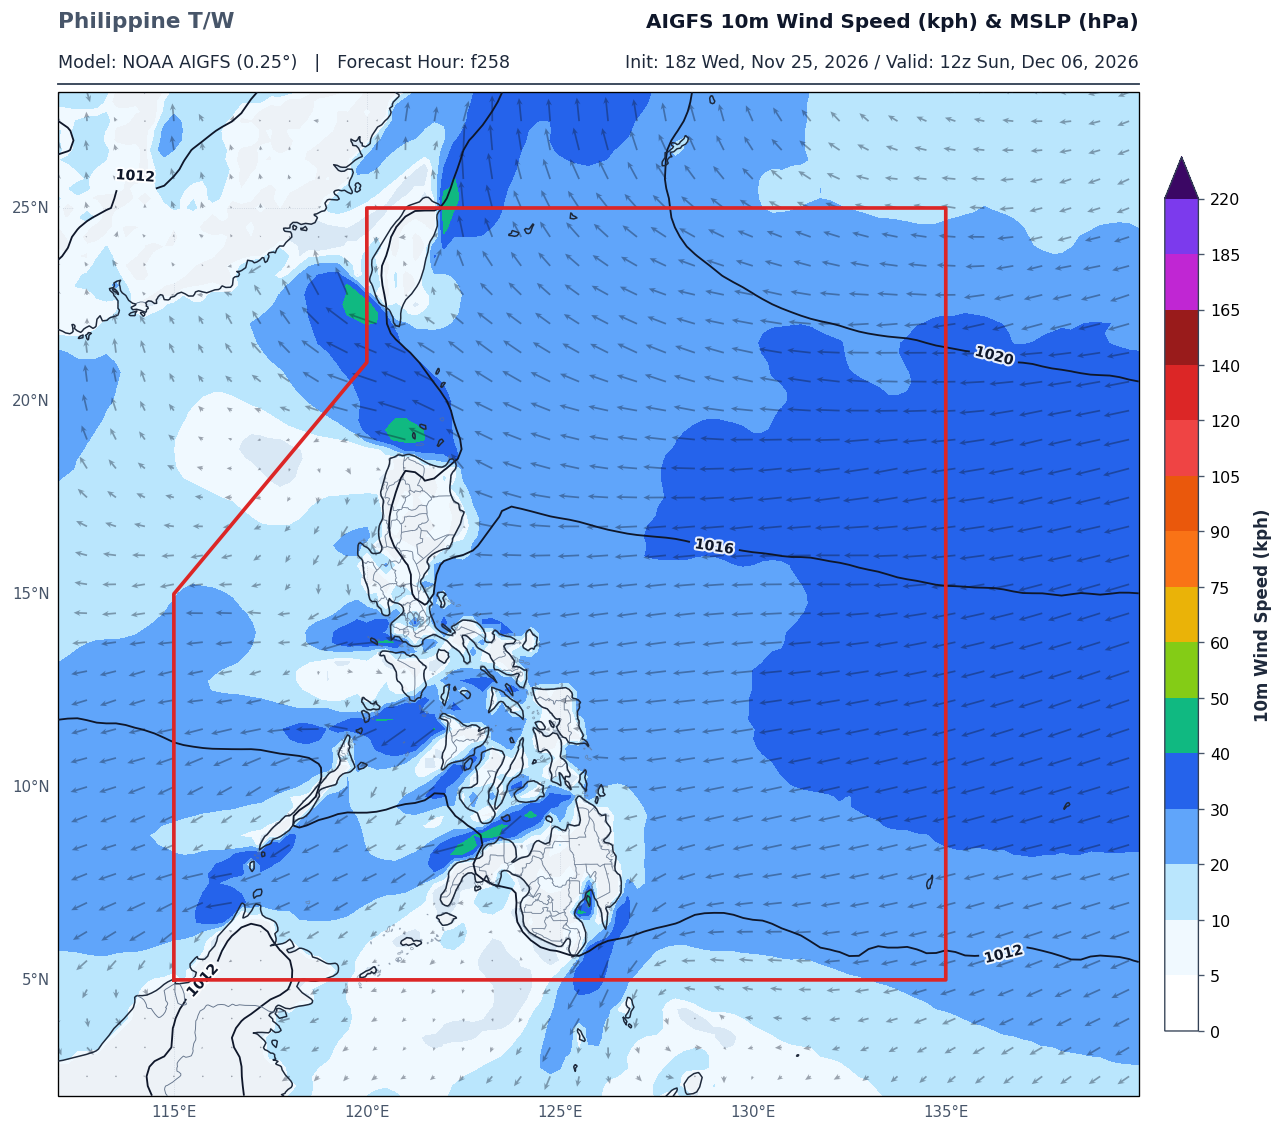 Philippine T/W
AIGFS 10m Wind Speed (kph) & MSLP (hPa)
Model: NOAA AIGFS (0.25°) | Forecast Hour: f258
Init: 18z Wed, Nov 25, 2026 / Valid: 12z Sun, Dec 06, 2026
1012
1020
1016
1012
1012
25°N
20°N
15°N
10°N
5°N
115°E
120°E
125°E
130°E
135°E
220
185
165
140
120
105
90
75
60
50
40
30
20
10
5
0
10m Wind Speed (kph)